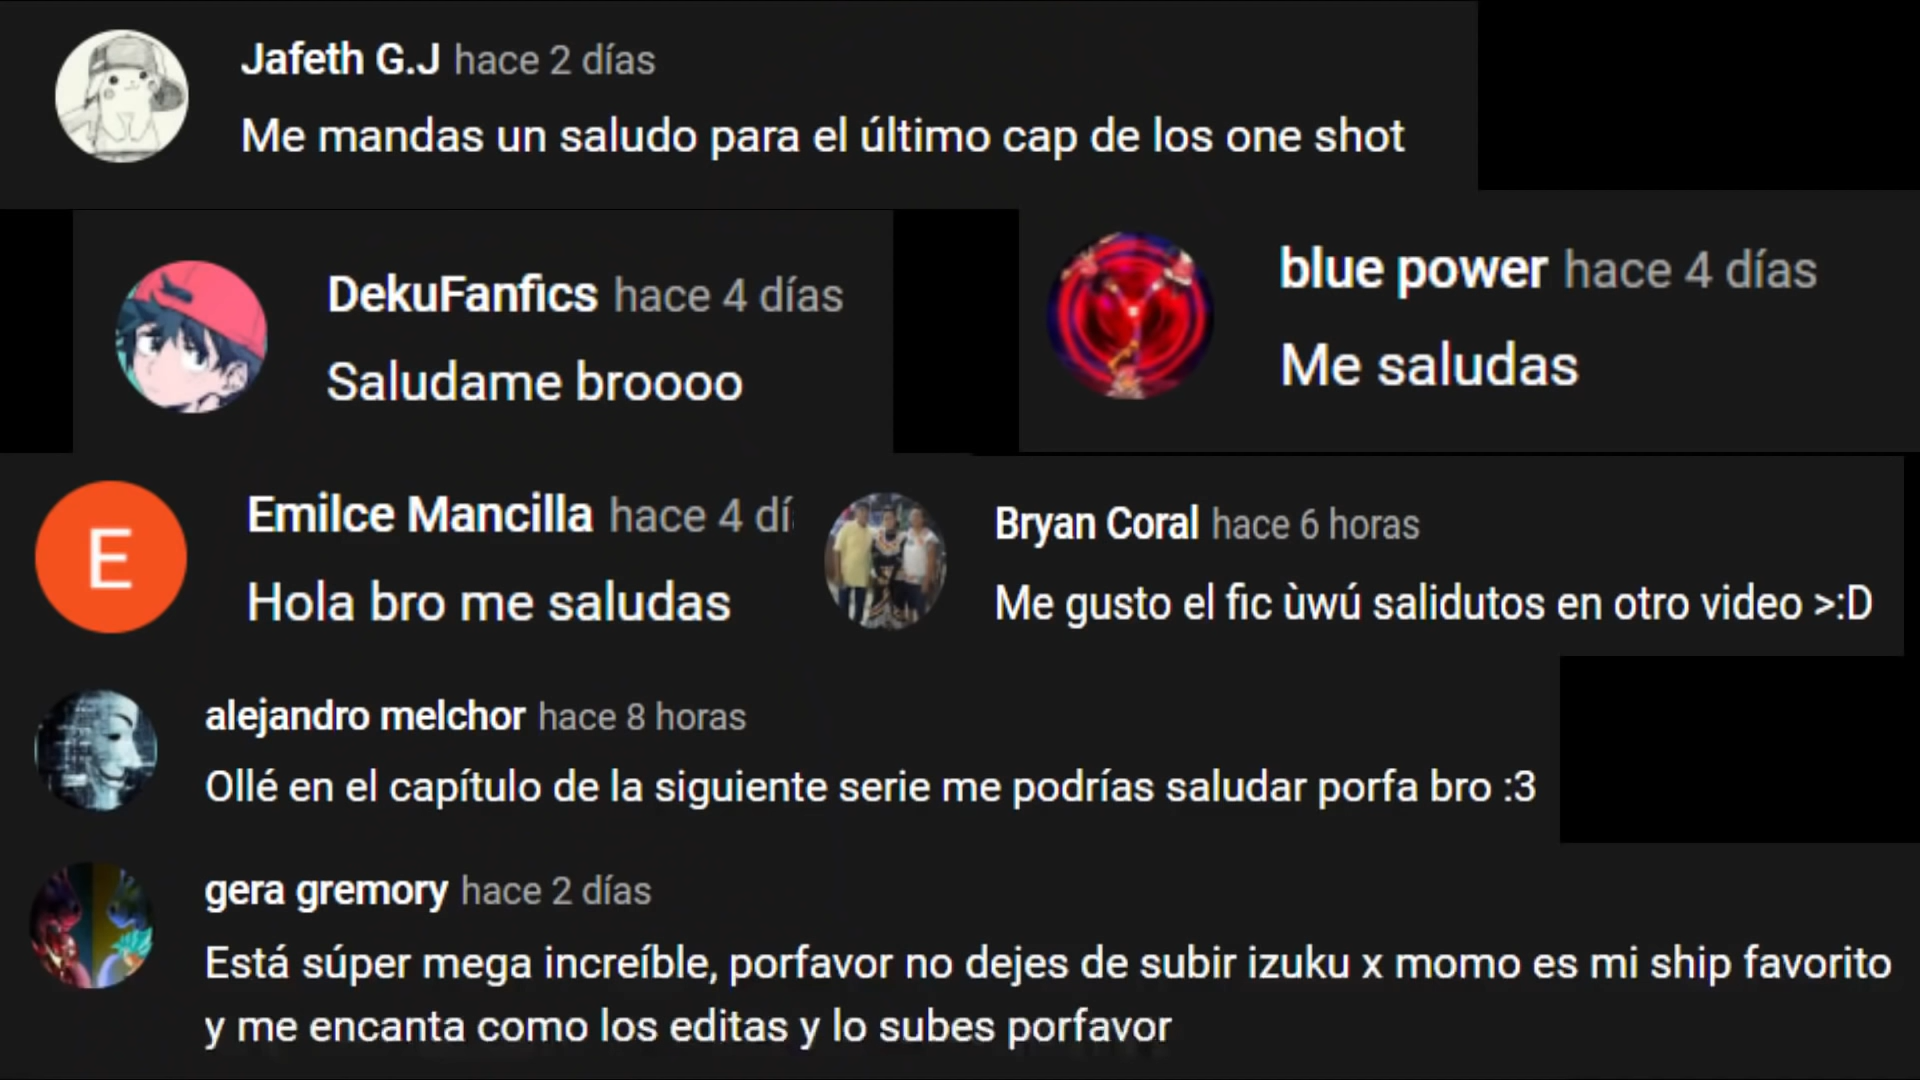 Jafeth G.J hace 2 días
Me mandas un saludo para el último cap de los one shot
DekuFanfics hace 4 días
Saludame broooo
blue power hace 4 días
Me saludas
E
Emilce Mancilla hace 4 dí
Hola bro me saludas
Bryan Coral hace 6 horas
Me gusto el fic ùwú salidutos en otro video >:D
alejandro melchor hace 8 horas
Ollé en el capítulo de la siguiente serie me podrías saludar porfa bro :3
gera gremory hace 2 días
Está súper mega increíble, porfavor no dejes de subir izuku x momo es mi ship favorito
y me encanta como los editas y lo subes porfavor